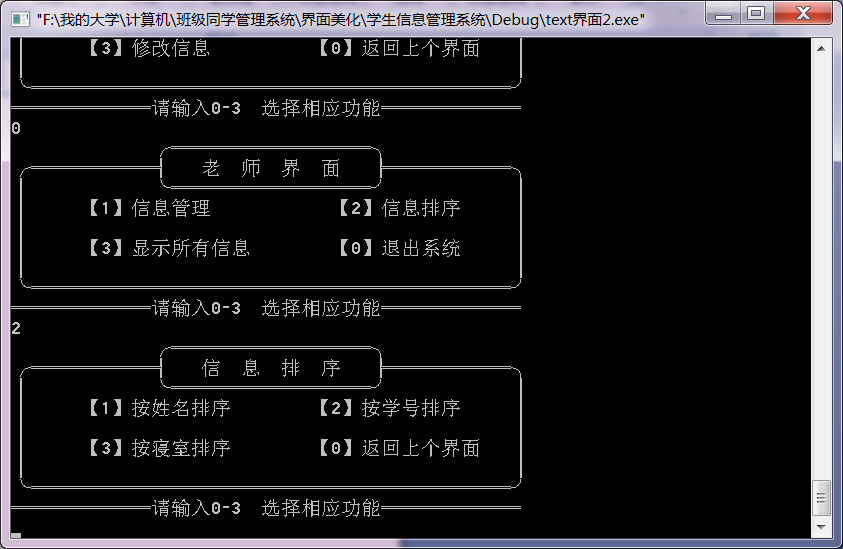 "F:\我的大学\计算机\班级同学管理系统\界面美化\学生信息管理系统\Debug\text界面2.exe"
【3】修改信息 【0】返回上个界面
请输入0-3 选择相应功能
0
老 师 界 面
【1】信息管理 【2】信息排序
【3】显示所有信息 【0】退出系统
请输入0-3 选择相应功能
2
信 息 排 序
【1】按姓名排序 【2】按学号排序
【3】按寝室排序 【0】返回上个界面
请输入0-3 选择相应功能